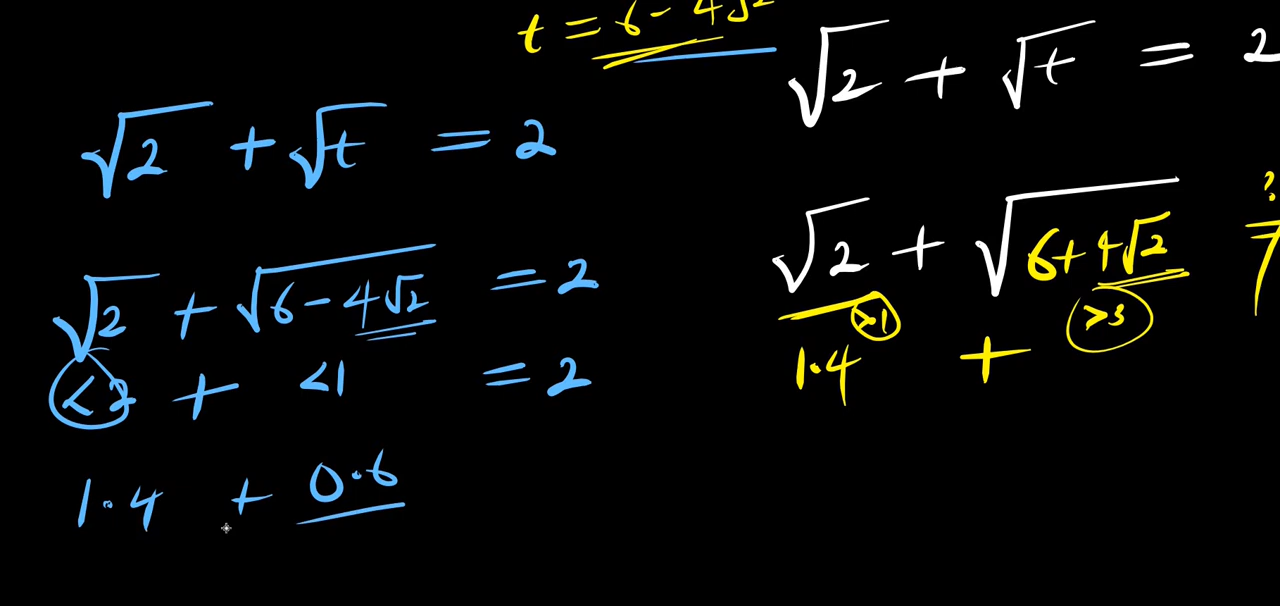 t = 6 - 4√2
√2 + √t = 2
√2 + √(6 - 4√2) = 2
<2 + <1 = 2
1.4 + 0.6
√2 + √t = 2
√2 + √(6 + 4√2) ?
>1 >3
1.4 +